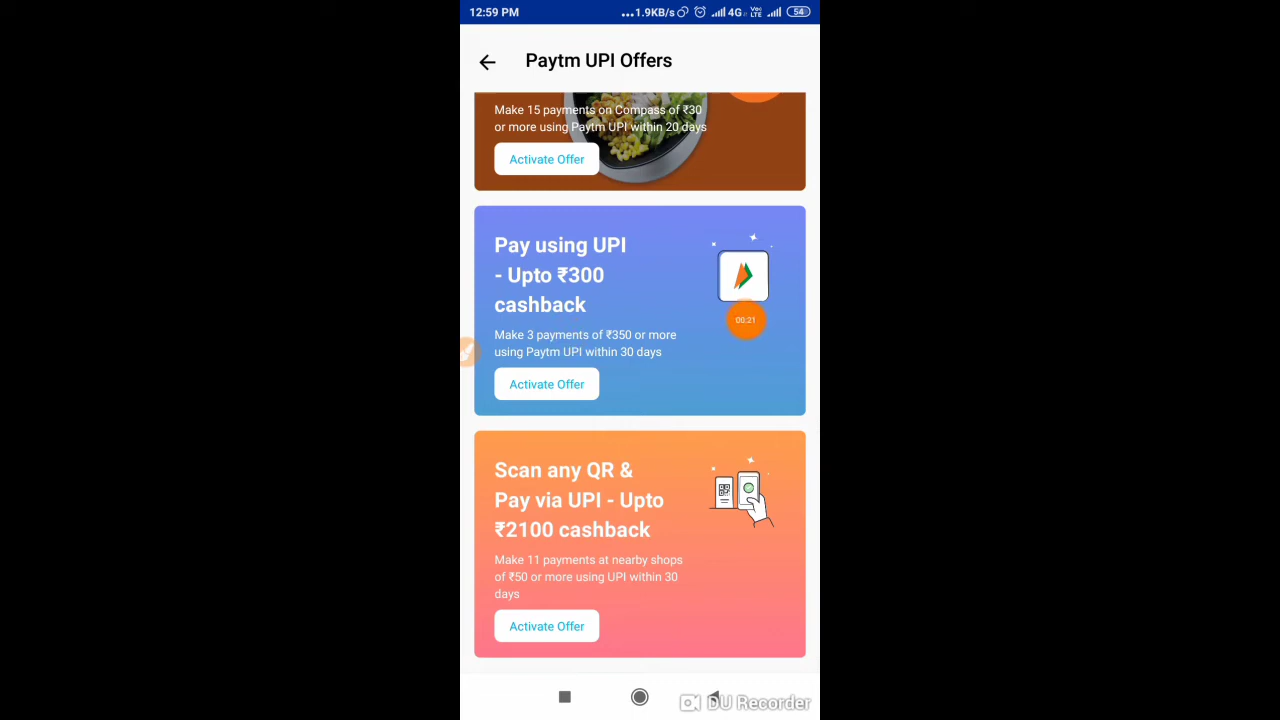 12:59 PM
...1.9KB/s 4G Vo LTE 54
Paytm UPI Offers
Make 15 payments on Compass of ₹30
or more using Paytm UPI within 20 days
Activate Offer
Pay using UPI
- Upto ₹300
cashback
00:21
Make 3 payments of ₹350 or more
using Paytm UPI within 30 days
Activate Offer
Scan any QR &
Pay via UPI - Upto
₹2100 cashback
Make 11 payments at nearby shops
of ₹50 or more using UPI within 30
days
Activate Offer
DU Recorder